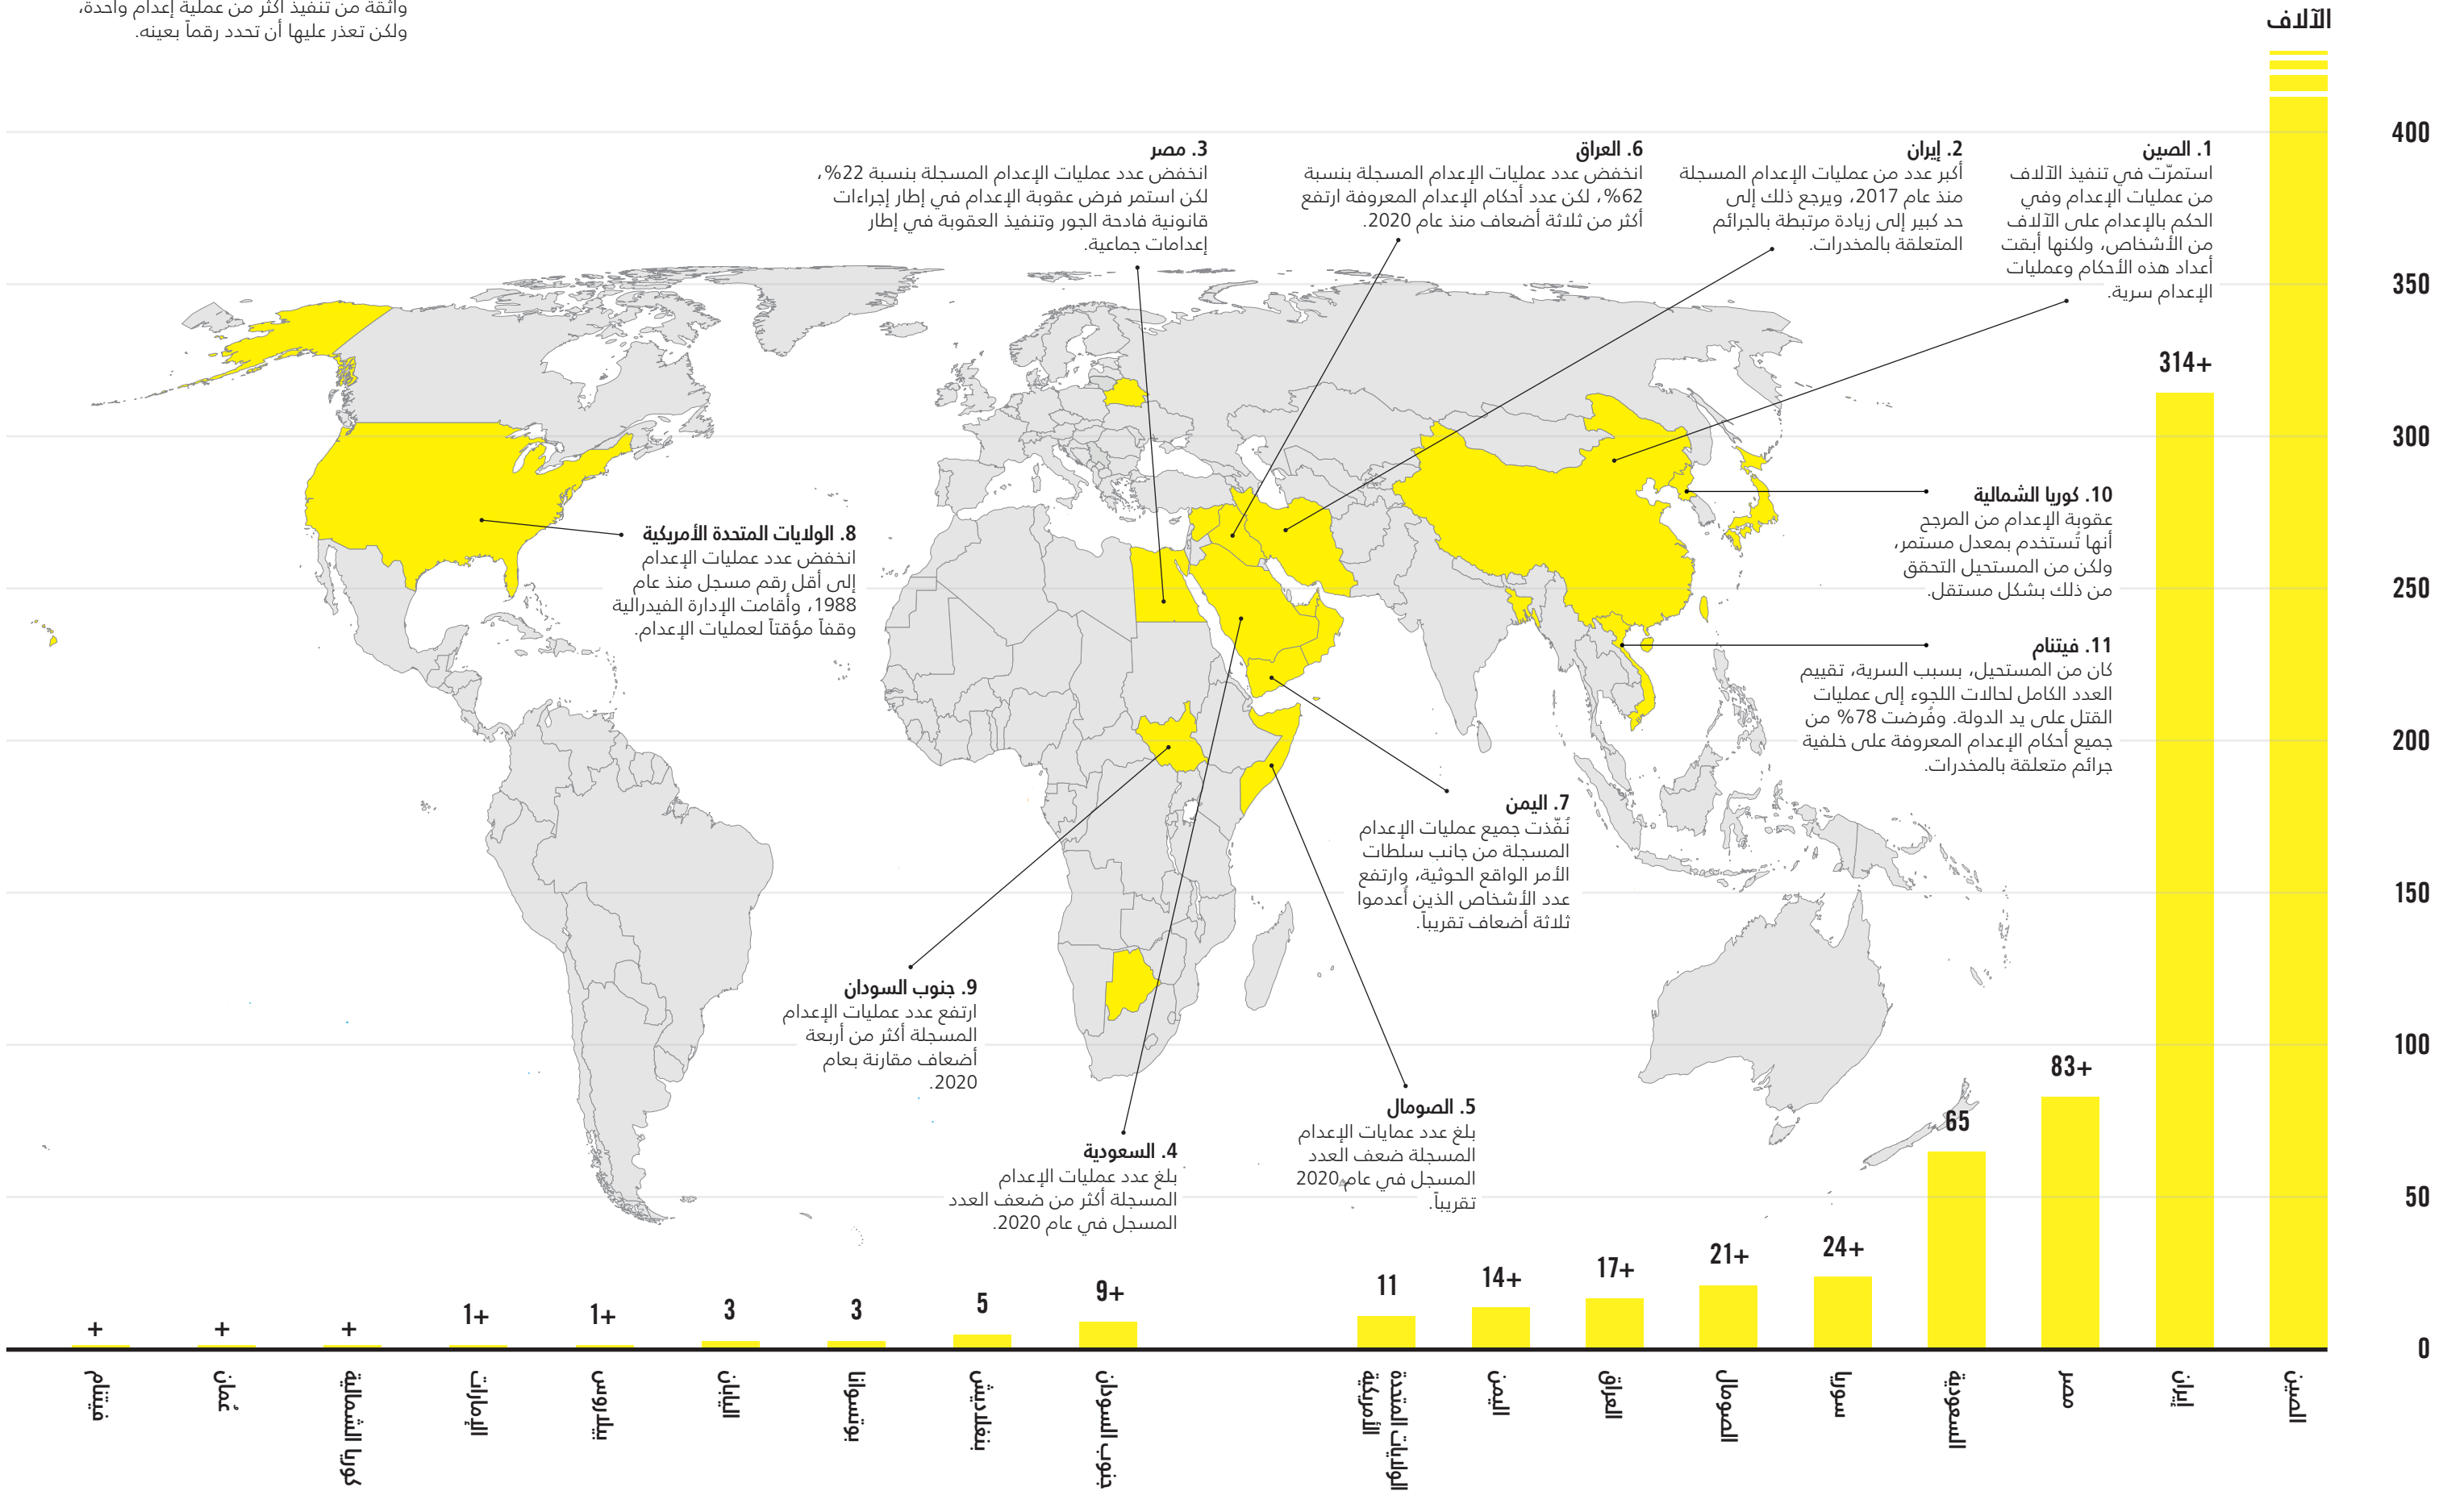 واثقة من تنفيذ أكثر من عملية إعدام واحدة،
ولكن تعذر عليها أن تحدد رقماً بعينه.
الآلاف
400
350
300
250
200
150
100
50
0
1. الصين
استمرّت في تنفيذ الآلاف
من عمليات الإعدام وفي
الحكم بالإعدام على الآلاف
من الأشخاص، ولكنها أبقت
أعداد هذه الأحكام وعمليات
الإعدام سرية.
2. إيران
أكبر عدد من عمليات الإعدام المسجلة
منذ عام 2017، ويرجع ذلك إلى
حد كبير إلى زيادة مرتبطة بالجرائم
المتعلقة بالمخدرات.
6. العراق
انخفض عدد عمليات الإعدام المسجلة بنسبة
62%، لكن عدد أحكام الإعدام المعروفة ارتفع
أكثر من ثلاثة أضعاف منذ عام 2020.
3. مصر
انخفض عدد عمليات الإعدام المسجلة بنسبة 22%،
لكن استمر فرض عقوبة الإعدام في إطار إجراءات
قانونية فادحة الجور وتنفيذ العقوبة في إطار
إعدامات جماعية.
10. كوريا الشمالية
عقوبة الإعدام من المرجح
أنها تُستخدم بمعدل مستمر،
ولكن من المستحيل التحقق
من ذلك بشكل مستقل.
8. الولايات المتحدة الأمريكية
انخفض عدد عمليات الإعدام
إلى أقل رقم مسجل منذ عام
1988، وأقامت الإدارة الفيدرالية
وقفاً مؤقتاً لعمليات الإعدام.
11. فيتنام
كان من المستحيل، بسبب السرية، تقييم
العدد الكامل لحالات اللجوء إلى عمليات
القتل على يد الدولة. وفُرضت 78% من
جميع أحكام الإعدام المعروفة على خلفية
جرائم متعلقة بالمخدرات.
7. اليمن
نُفّذت جميع عمليات الإعدام
المسجلة من جانب سلطات
الأمر الواقع الحوثية، وارتفع
عدد الأشخاص الذين أُعدموا
ثلاثة أضعاف تقريباً.
9. جنوب السودان
ارتفع عدد عمليات الإعدام
المسجلة أكثر من أربعة
أضعاف مقارنة بعام
2020.
5. الصومال
بلغ عدد عمايات الإعدام
المسجلة ضعف العدد
المسجل في عام 2020
تقريباً.
4. السعودية
بلغ عدد عمليات الإعدام
المسجلة أكثر من ضعف العدد
المسجل في عام 2020.
314+
83+
65
24+
21+
17+
14+
11
9+
5
3
3
1+
1+
+
+
+
الصين
إيران
مصر
السعودية
سوريا
الصومال
العراق
اليمن
الولايات المتحدة
الأمريكية
جنوب السودان
بنغلاديش
بوتسوانا
اليابان
بيلاروس
الإمارات
كوريا الشمالية
عُمان
فيتنام